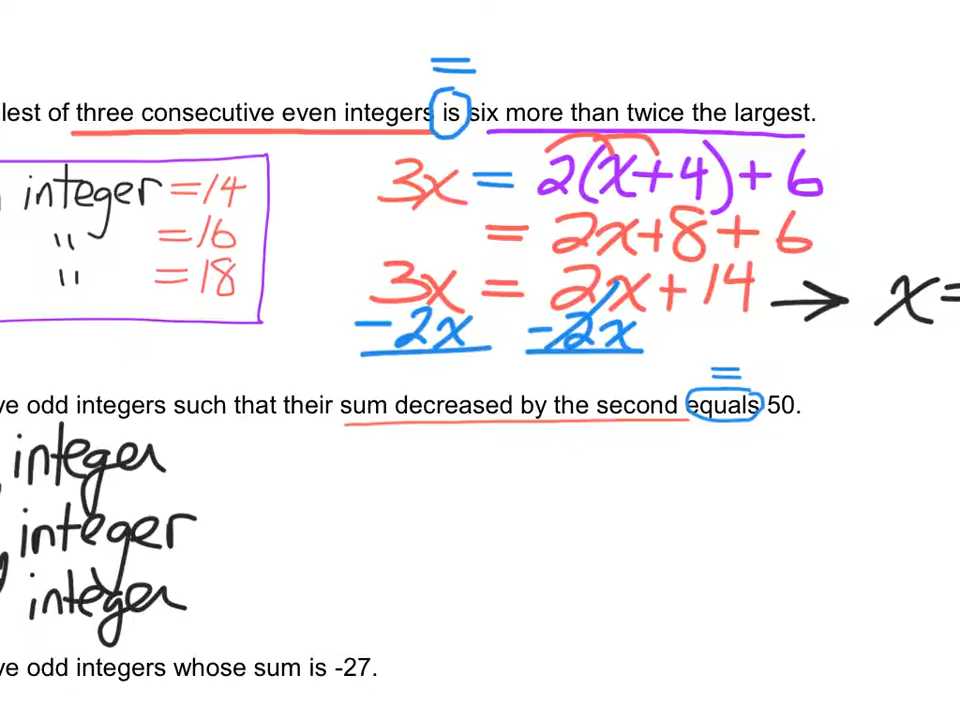 =
lest of three consecutive even integers is six more than twice the largest.
integer = 14
" = 16
" = 18
3x = 2(x+4)+6
= 2x+8+6
3x = 2x+14 → x=
-2x -2x
=
ve odd integers such that their sum decreased by the second equals 50.
integer
integer
integer
ve odd integers whose sum is -27.